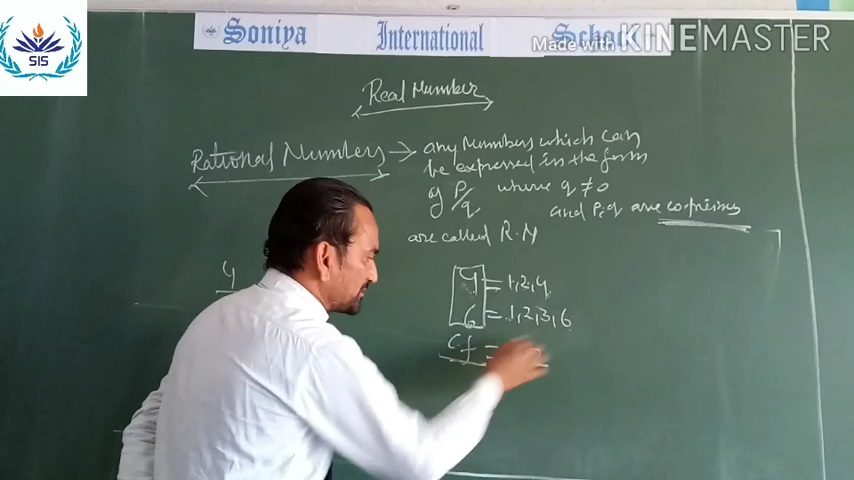 Soniya International School
Made with KINEMASTER
SIS
Real Number
Rational Numbers → any numbers which can
be expressed in the form
of P/q where q ≠ 0
and P, q are coprimes
are called R.N
4
4 = 1,2,4
6 = 1,2,3,6
C.f =